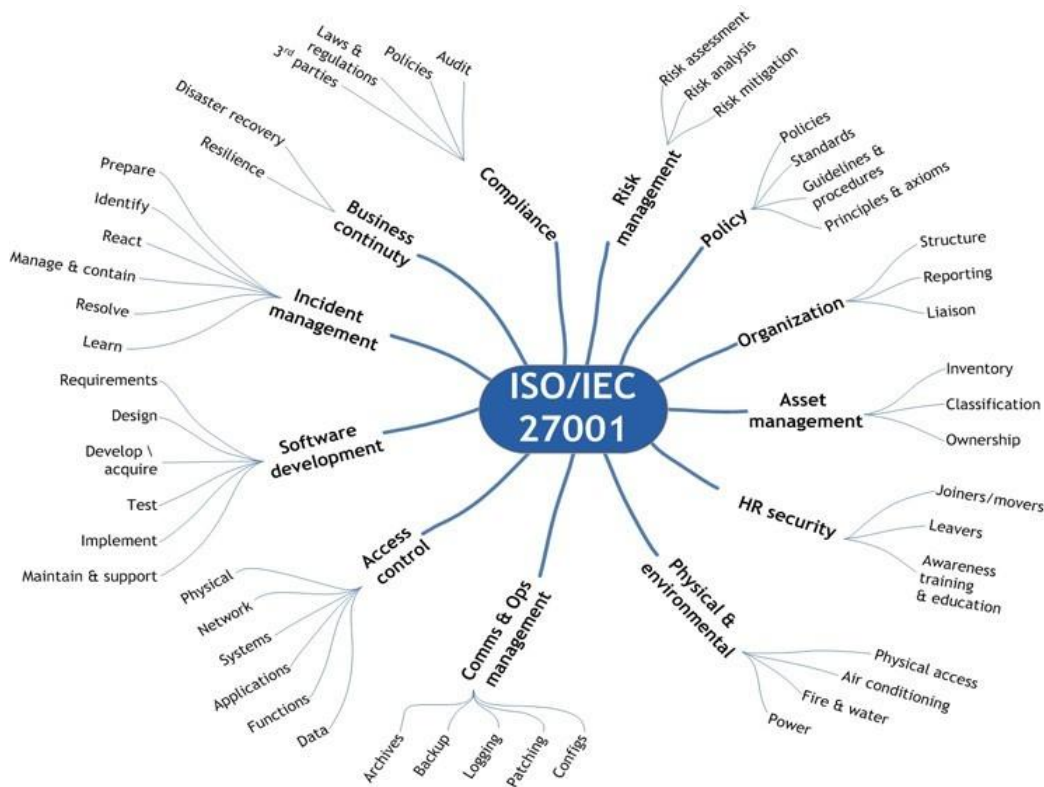 ISO/IEC
27001
Risk
management
Risk assessment
Risk analysis
Risk mitigation
Policy
Policies
Standards
Guidelines &
procedures
Principles & axioms
Organization
Structure
Reporting
Liaison
Asset
management
Inventory
Classification
Ownership
HR security
Joiners/movers
Leavers
Awareness
training
& education
Physical &
environmental
Physical access
Air conditioning
Fire & water
Power
Comms & Ops
management
Archives
Backup
Logging
Patching
Configs
Access
control
Physical
Network
Systems
Applications
Functions
Data
Software
development
Requirements
Design
Develop \
acquire
Test
Implement
Maintain & support
Incident
management
Prepare
Identify
React
Manage & contain
Resolve
Learn
Business
continuty
Disaster recovery
Resilience
Compliance
Laws &
regulations
3rd parties
Policies
Audit